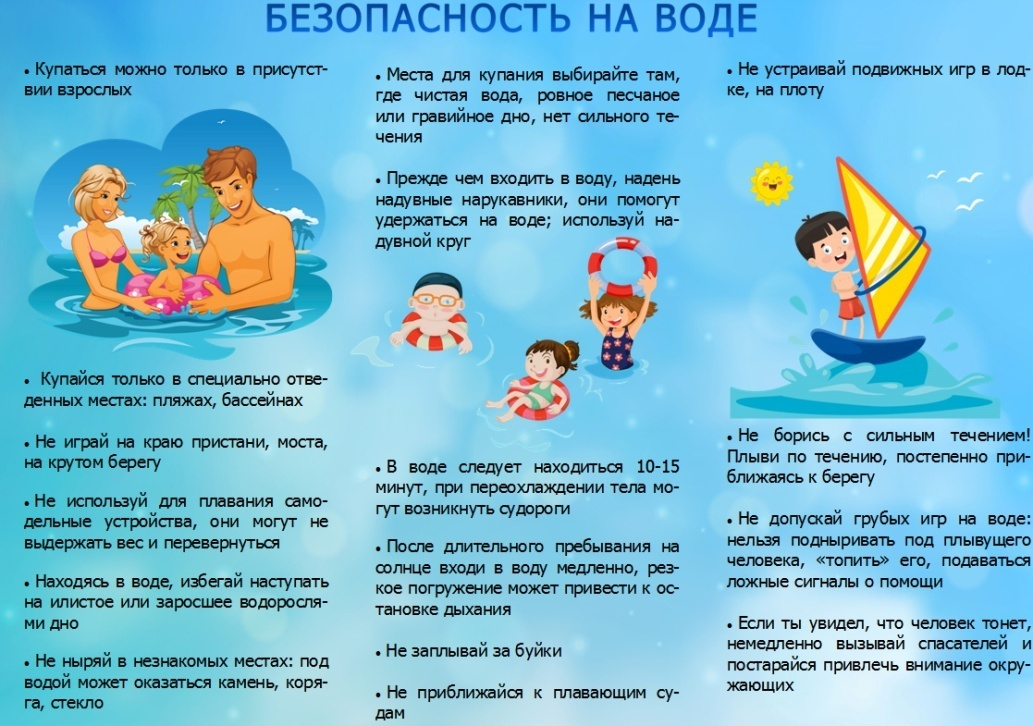 БЕЗОПАСНОСТЬ НА ВОДЕ
• Купаться можно только в присутст-
вии взрослых
• Купайся только в специально отве-
денных местах: пляжах, бассейнах
• Не играй на краю пристани, моста,
на крутом берегу
• Не используй для плавания само-
дельные устройства, они могут не
выдержать вес и перевернуться
• Находясь в воде, избегай наступать
на илистое или заросшее водоросля-
ми дно
• Не ныряй в незнакомых местах: под
водой может оказаться камень, коря-
га, стекло
• Места для купания выбирайте там,
где чистая вода, ровное песчаное
или гравийное дно, нет сильного те-
чения
• Прежде чем входить в воду, надень
надувные нарукавники, они помогут
удержаться на воде; используй на-
дувной круг
• В воде следует находиться 10-15
минут, при переохлаждении тела мо-
гут возникнуть судороги
• После длительного пребывания на
солнце входи в воду медленно, рез-
кое погружение может привести к ос-
тановке дыхания
• Не заплывай за буйки
• Не приближайся к плавающим су-
дам
• Не устраивай подвижных игр в лод-
ке, на плоту
• Не борись с сильным течением!
Плыви по течению, постепенно при-
ближаясь к берегу
• Не допускай грубых игр на воде:
нельзя подныривать под плывущего
человека, «топить» его, подаваться
ложные сигналы о помощи
• Если ты увидел, что человек тонет,
немедленно вызывай спасателей и
постарайся привлечь внимание окру-
жающих